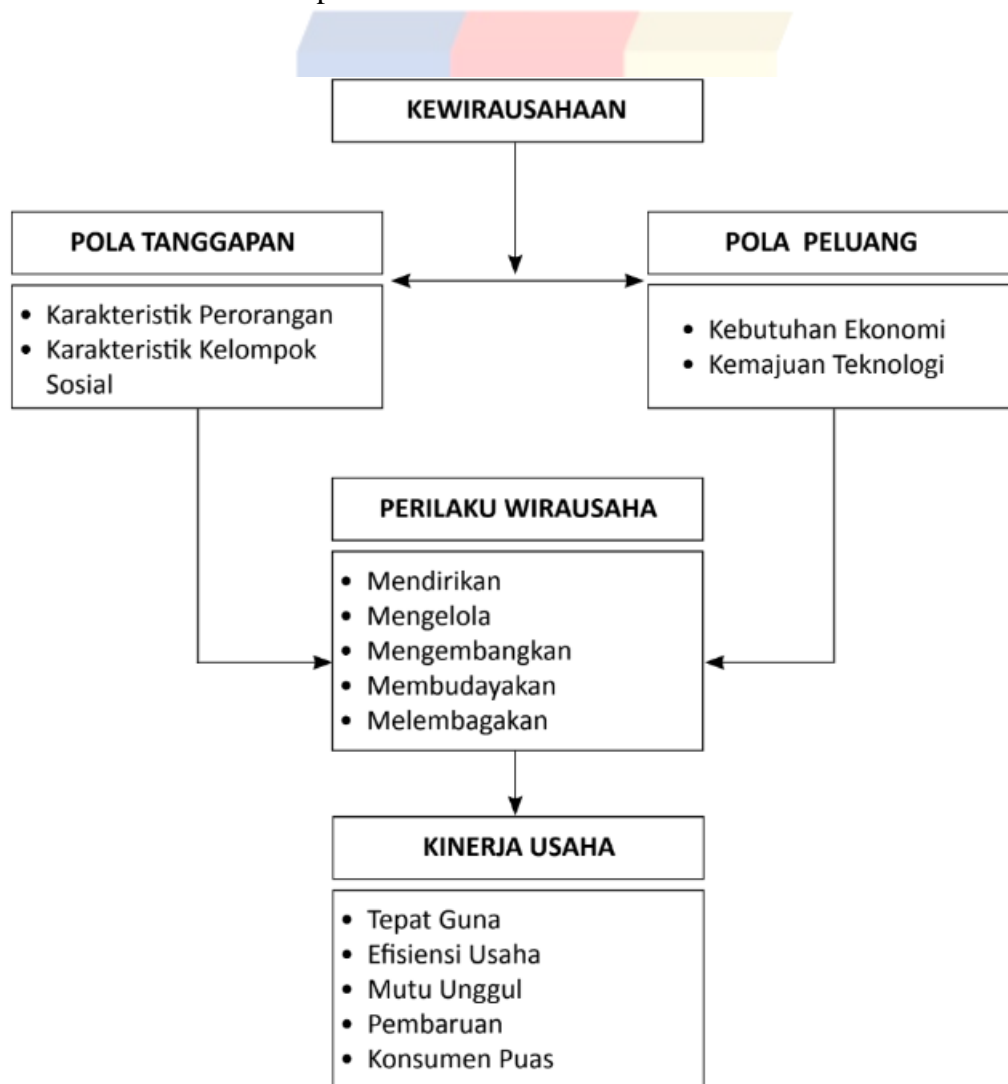 KEWIRAUSAHAAN
POLA TANGGAPAN
• Karakteristik Perorangan
• Karakteristik Kelompok
Sosial
POLA PELUANG
• Kebutuhan Ekonomi
• Kemajuan Teknologi
PERILAKU WIRAUSAHA
• Mendirikan
• Mengelola
• Mengembangkan
• Membudayakan
• Melembagakan
KINERJA USAHA
• Tepat Guna
• Efisiensi Usaha
• Mutu Unggul
• Pembaruan
• Konsumen Puas